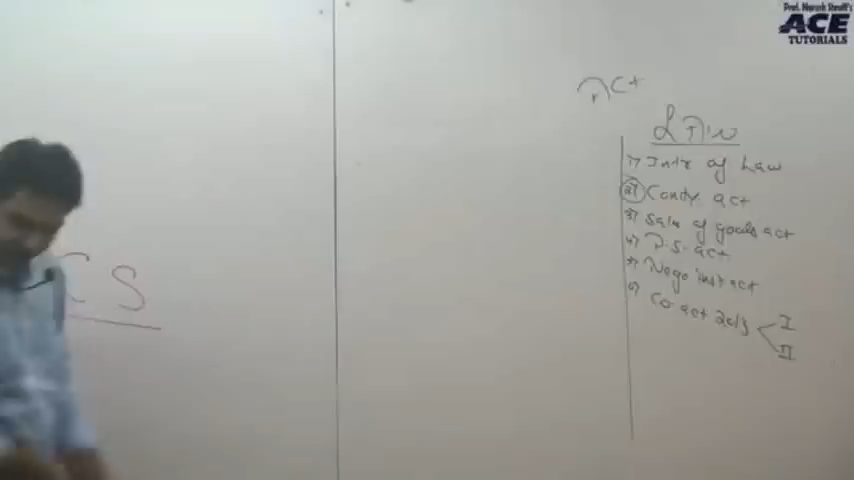 Prof. Naresh Shroff's
ACE
TUTORIALS
Law
1) Intr of Law
2) Contr. act
3) Sale of goods act
4) P.S. act
5) Nego inst act
6) Co act 2013
I
II
CS